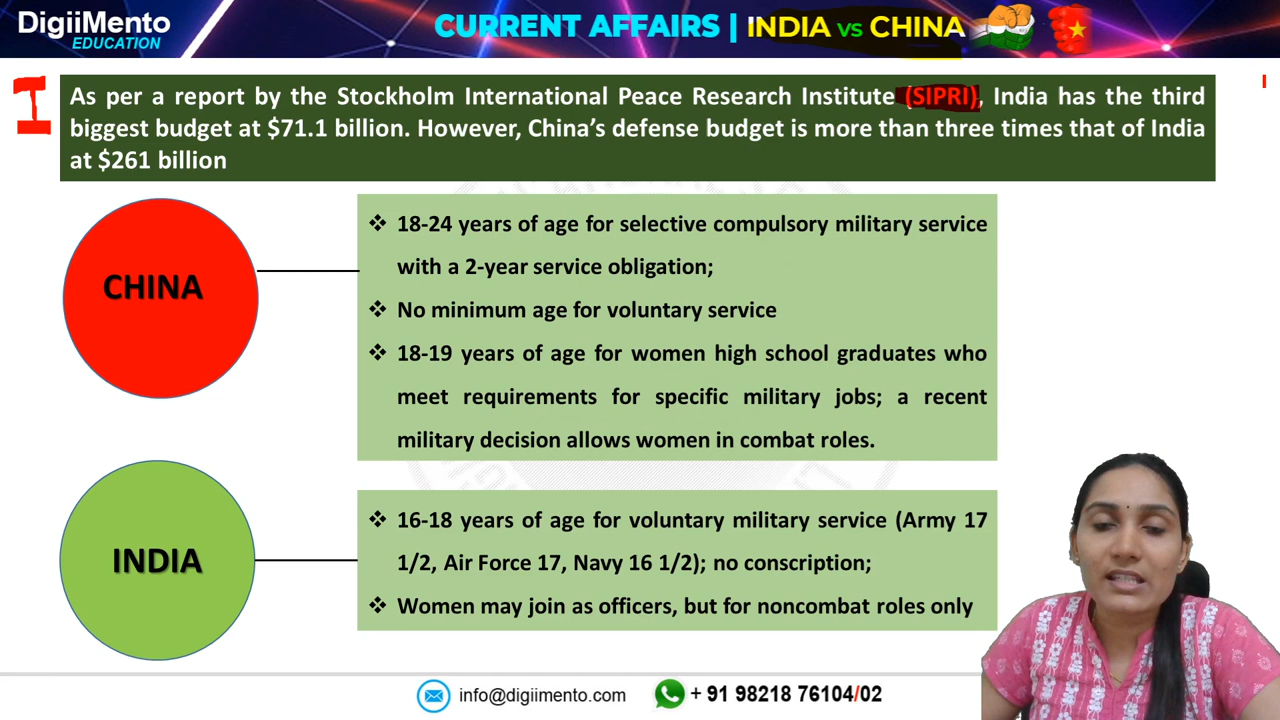 DigiiMento
EDUCATION
CURRENT AFFAIRS | INDIA vs CHINA
I
As per a report by the Stockholm International Peace Research Institute (SIPRI), India has the third
biggest budget at $71.1 billion. However, China’s defense budget is more than three times that of India
at $261 billion
CHINA
❖ 18-24 years of age for selective compulsory military service
with a 2-year service obligation;
❖ No minimum age for voluntary service
❖ 18-19 years of age for women high school graduates who
meet requirements for specific military jobs; a recent
military decision allows women in combat roles.
INDIA
❖ 16-18 years of age for voluntary military service (Army 17
1/2, Air Force 17, Navy 16 1/2); no conscription;
❖ Women may join as officers, but for noncombat roles only
info@digiimento.com
+ 91 98218 76104/02